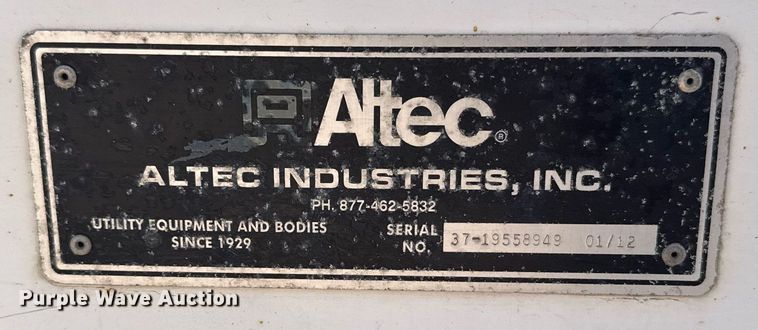 Altec®
ALTEC INDUSTRIES, INC.
PH. 877-462-5832
UTILITY EQUIPMENT AND BODIES
SINCE 1929
SERIAL
NO. 37-19558949 01/12
Purple Wave Auction